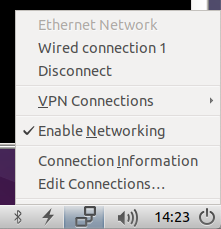 Ethernet Network
Wired connection 1
Disconnect
VPN Connections
Enable Networking
Connection Information
Edit Connections…
14:23